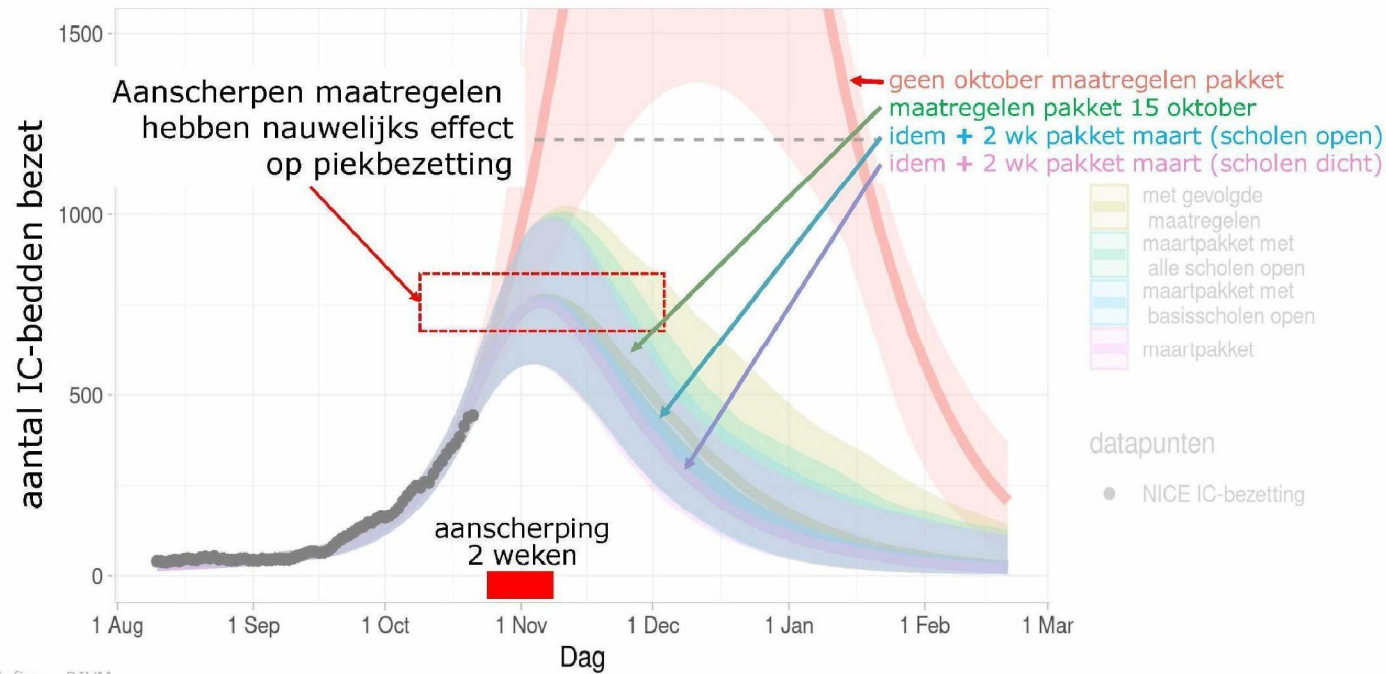 1500
1000
500
0
aantal IC-bedden bezet
Aanscherpen maatregelen
hebben nauwelijks effect
op piekbezetting
geen oktober maatregelen pakket
maatregelen pakket 15 oktober
idem + 2 wk pakket maart (scholen open)
idem + 2 wk pakket maart (scholen dicht)
met gevolgde
maatregelen
maartpakket met
alle scholen open
maartpakket met
basisscholen open
maartpakket
datapunten
NICE IC-bezetting
aanscherping
2 weken
1 Aug
1 Sep
1 Oct
1 Nov
1 Dec
1 Jan
1 Feb
1 Mar
Dag